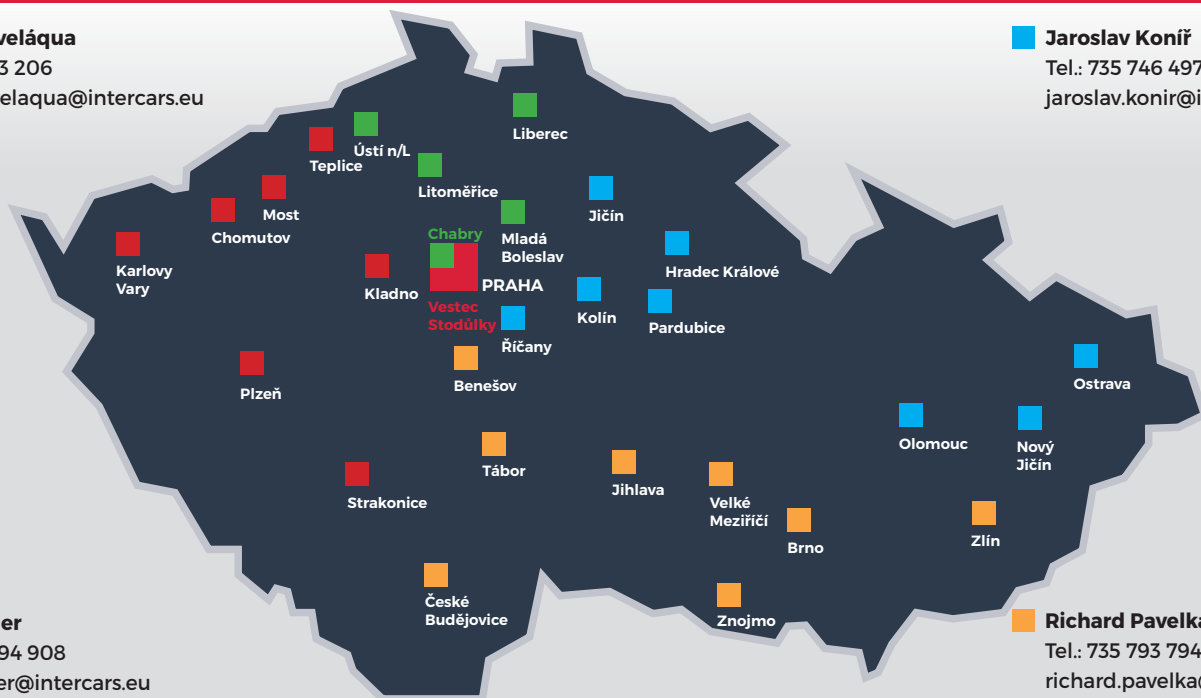 veláqua
3 206
elaqua@intercars.eu
Jaroslav Koníř
Tel.: 735 746 497
jaroslav.konir@i
Liberec
Ústí n/L
Teplice
Litoměřice
Most
Chomutov
Jičín
Mladá
Boleslav
Chabry
Karlovy
Vary
Hradec Králové
Kladno
PRAHA
Vestec
Stodůlky
Kolín
Pardubice
Říčany
Benešov
Plzeň
Ostrava
Olomouc
Nový
Jičín
Tábor
Jihlava
Strakonice
Velké
Meziříčí
Brno
Zlín
České
Budějovice
Znojmo
er
94 908
er@intercars.eu
Richard Pavelka
Tel.: 735 793 794
richard.pavelka@